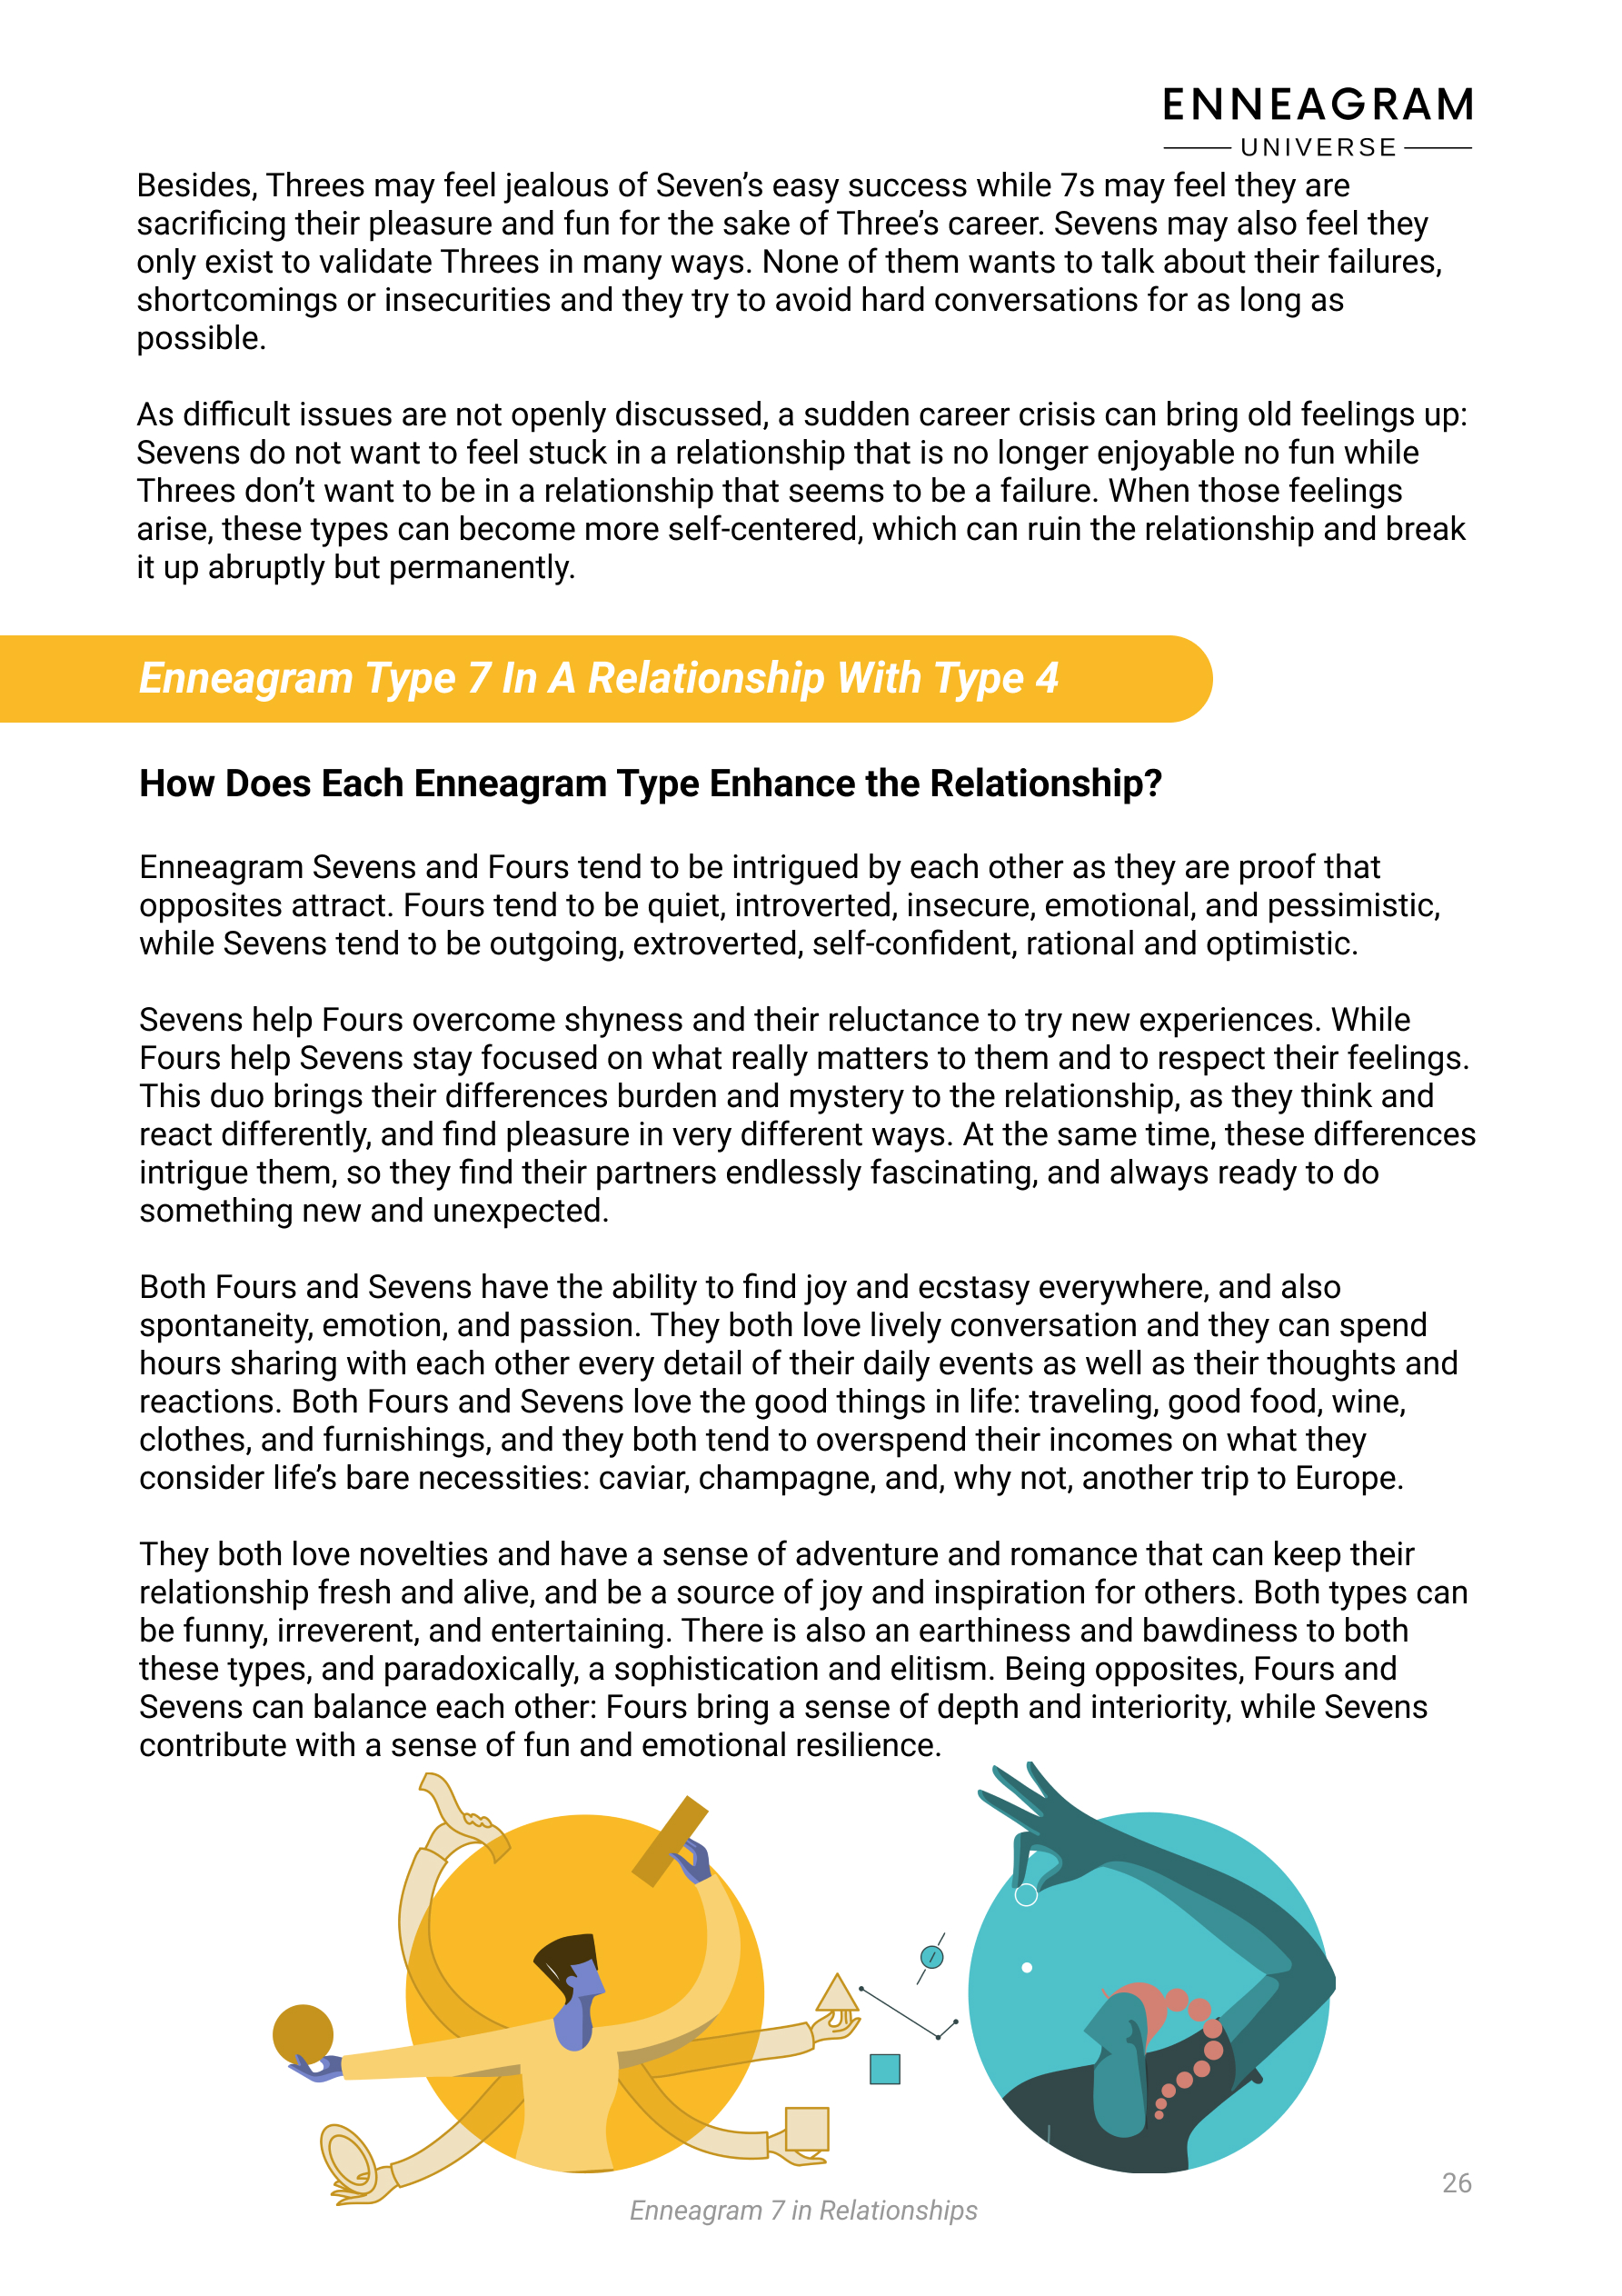 ENNEAGRAM
UNIVERSE
Besides, Threes may feel jealous of Seven’s easy success while 7s may feel they are
sacrificing their pleasure and fun for the sake of Three’s career. Sevens may also feel they
only exist to validate Threes in many ways. None of them wants to talk about their failures,
shortcomings or insecurities and they try to avoid hard conversations for as long as
possible.
As difficult issues are not openly discussed, a sudden career crisis can bring old feelings up:
Sevens do not want to feel stuck in a relationship that is no longer enjoyable no fun while
Threes don’t want to be in a relationship that seems to be a failure. When those feelings
arise, these types can become more self-centered, which can ruin the relationship and break
it up abruptly but permanently.
Enneagram Type 7 In A Relationship With Type 4
How Does Each Enneagram Type Enhance the Relationship?
Enneagram Sevens and Fours tend to be intrigued by each other as they are proof that
opposites attract. Fours tend to be quiet, introverted, insecure, emotional, and pessimistic,
while Sevens tend to be outgoing, extroverted, self-confident, rational and optimistic.
Sevens help Fours overcome shyness and their reluctance to try new experiences. While
Fours help Sevens stay focused on what really matters to them and to respect their feelings.
This duo brings their differences burden and mystery to the relationship, as they think and
react differently, and find pleasure in very different ways. At the same time, these differences
intrigue them, so they find their partners endlessly fascinating, and always ready to do
something new and unexpected.
Both Fours and Sevens have the ability to find joy and ecstasy everywhere, and also
spontaneity, emotion, and passion. They both love lively conversation and they can spend
hours sharing with each other every detail of their daily events as well as their thoughts and
reactions. Both Fours and Sevens love the good things in life: traveling, good food, wine,
clothes, and furnishings, and they both tend to overspend their incomes on what they
consider life’s bare necessities: caviar, champagne, and, why not, another trip to Europe.
They both love novelties and have a sense of adventure and romance that can keep their
relationship fresh and alive, and be a source of joy and inspiration for others. Both types can
be funny, irreverent, and entertaining. There is also an earthiness and bawdiness to both
these types, and paradoxically, a sophistication and elitism. Being opposites, Fours and
Sevens can balance each other: Fours bring a sense of depth and interiority, while Sevens
contribute with a sense of fun and emotional resilience.
26
Enneagram 7 in Relationships